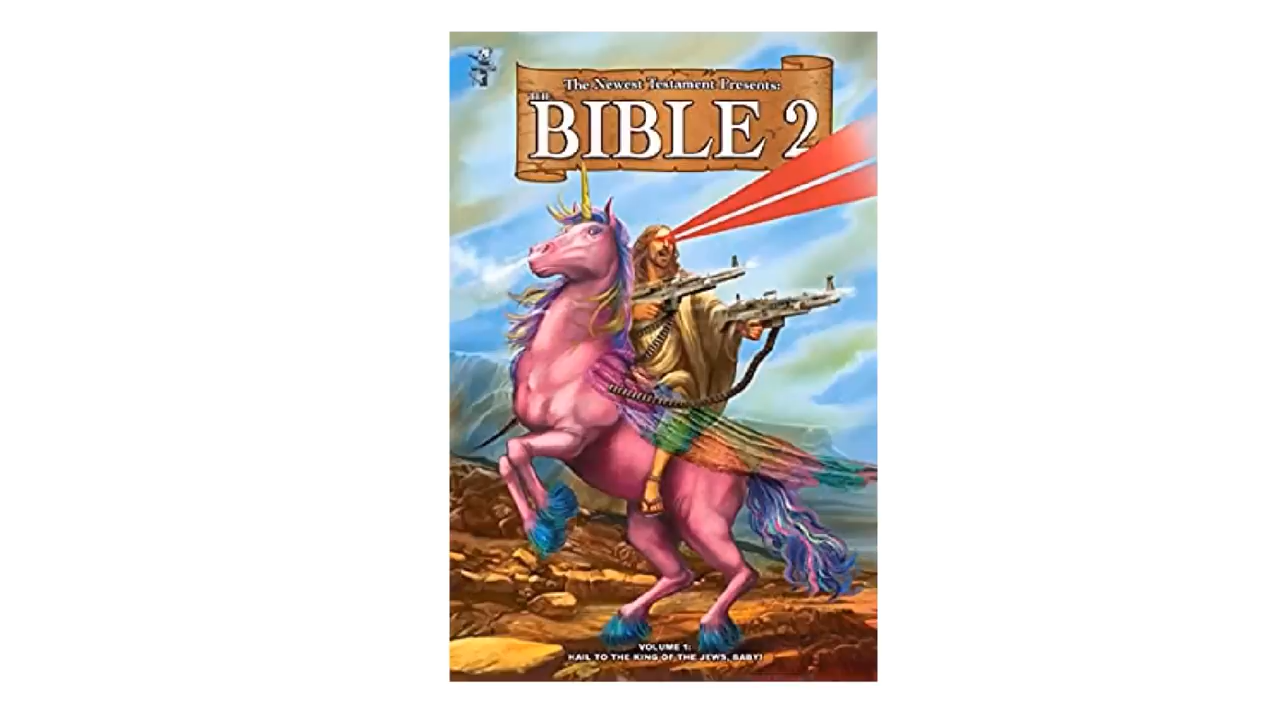 The Newest Testament Presents:
THE
BIBLE 2
VOLUME 1:
HAIL TO THE KING OF THE JEWS, BABY!